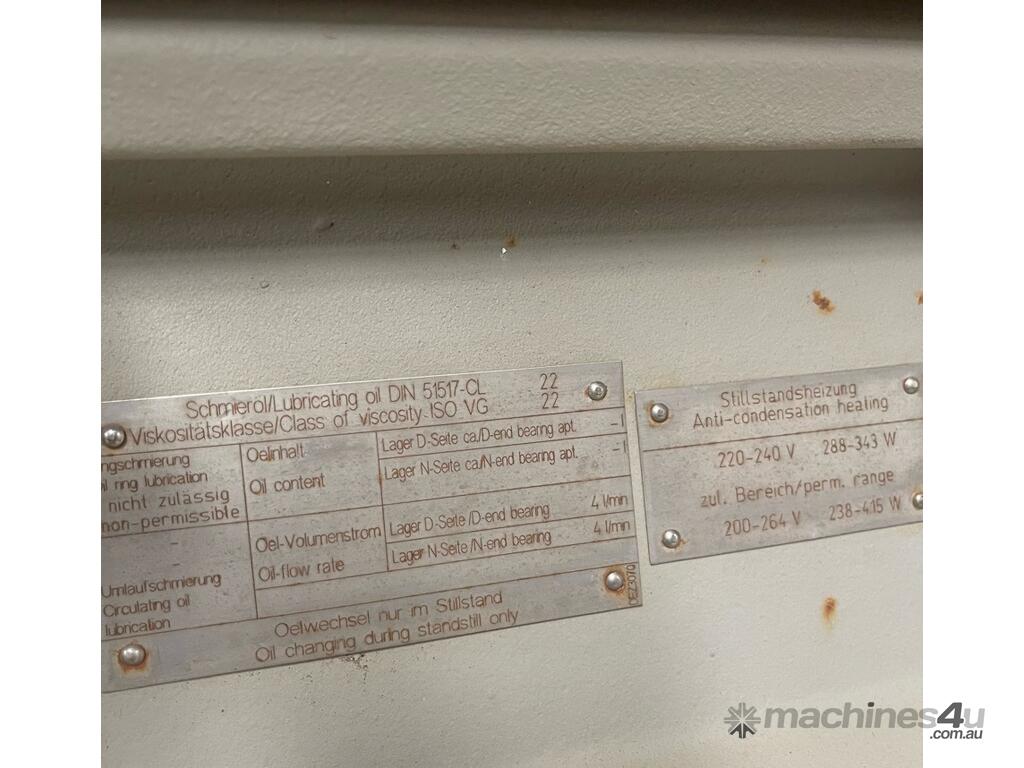 Schmieröl/Lubricating oil DIN 51517-CL 22
Viskositätsklasse/Class of viscosity ISO VG 22
ngschmierung
il ring lubrication
nicht zulässig
non-permissible
Oelinhalt
Oil content
Lager D-Seite ca/D-end bearing apt. -l
Lager N-Seite ca/N-end bearing apt. -l
Umlaufschmierung
Circulating oil
lubrication
Oel-Volumenstrom
Oil-flow rate
Lager D-Seite /D-end bearing 4 l/min
Lager N-Seite /N-end bearing 4 l/min
Oelwechsel nur im Stillstand
Oil changing during standstill only
Stillstandsheizung
Anti-condensation heating
220-240 V 288-343 W
zul. Bereich/perm. range
200-264 V 238-415 W
machines4u
.com.au